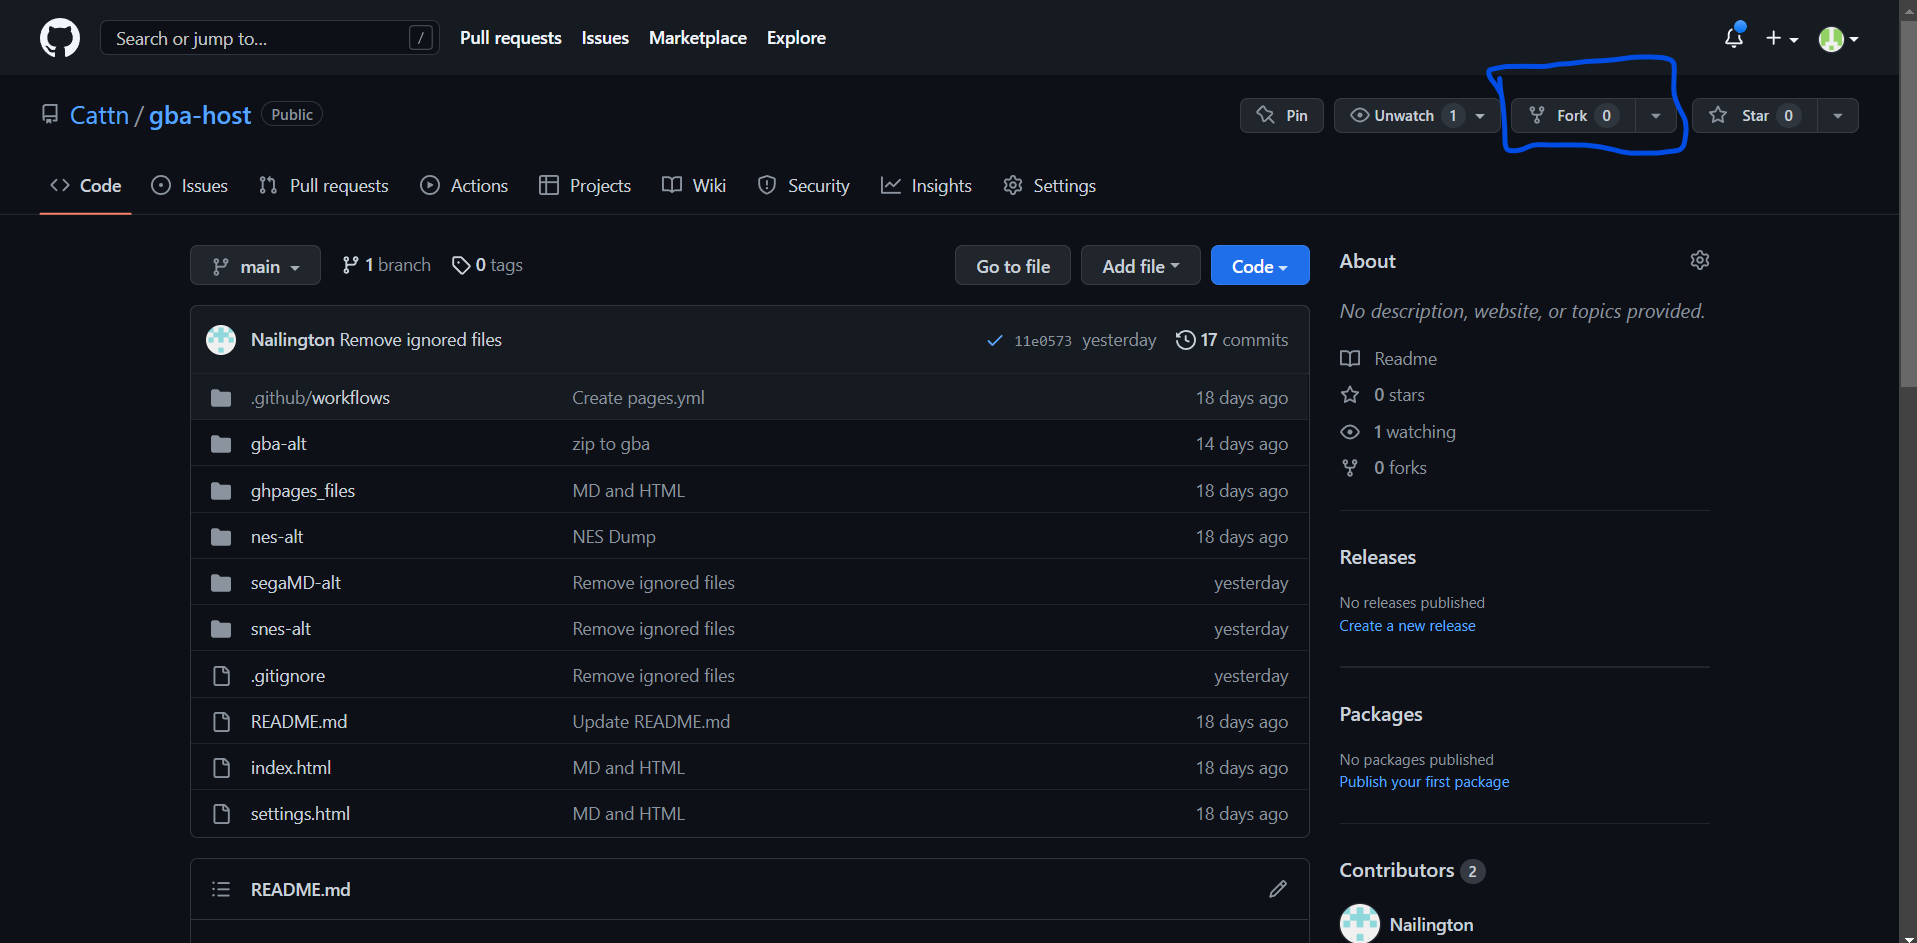 Search or jump to... /
Pull requests Issues Marketplace Explore
Cattn / gba-host Public
Pin Unwatch 1 Fork 0 Star 0
Code Issues Pull requests Actions Projects Wiki Security Insights Settings
main 1 branch 0 tags Go to file Add file Code
Nailington Remove ignored files 11e0573 yesterday 17 commits
.github/workflows Create pages.yml 18 days ago
gba-alt zip to gba 14 days ago
ghpages_files MD and HTML 18 days ago
nes-alt NES Dump 18 days ago
segaMD-alt Remove ignored files yesterday
snes-alt Remove ignored files yesterday
.gitignore Remove ignored files yesterday
README.md Update README.md 18 days ago
index.html MD and HTML 18 days ago
settings.html MD and HTML 18 days ago
README.md
About
No description, website, or topics provided.
Readme
0 stars
1 watching
0 forks
Releases
No releases published
Create a new release
Packages
No packages published
Publish your first package
Contributors 2
Nailington